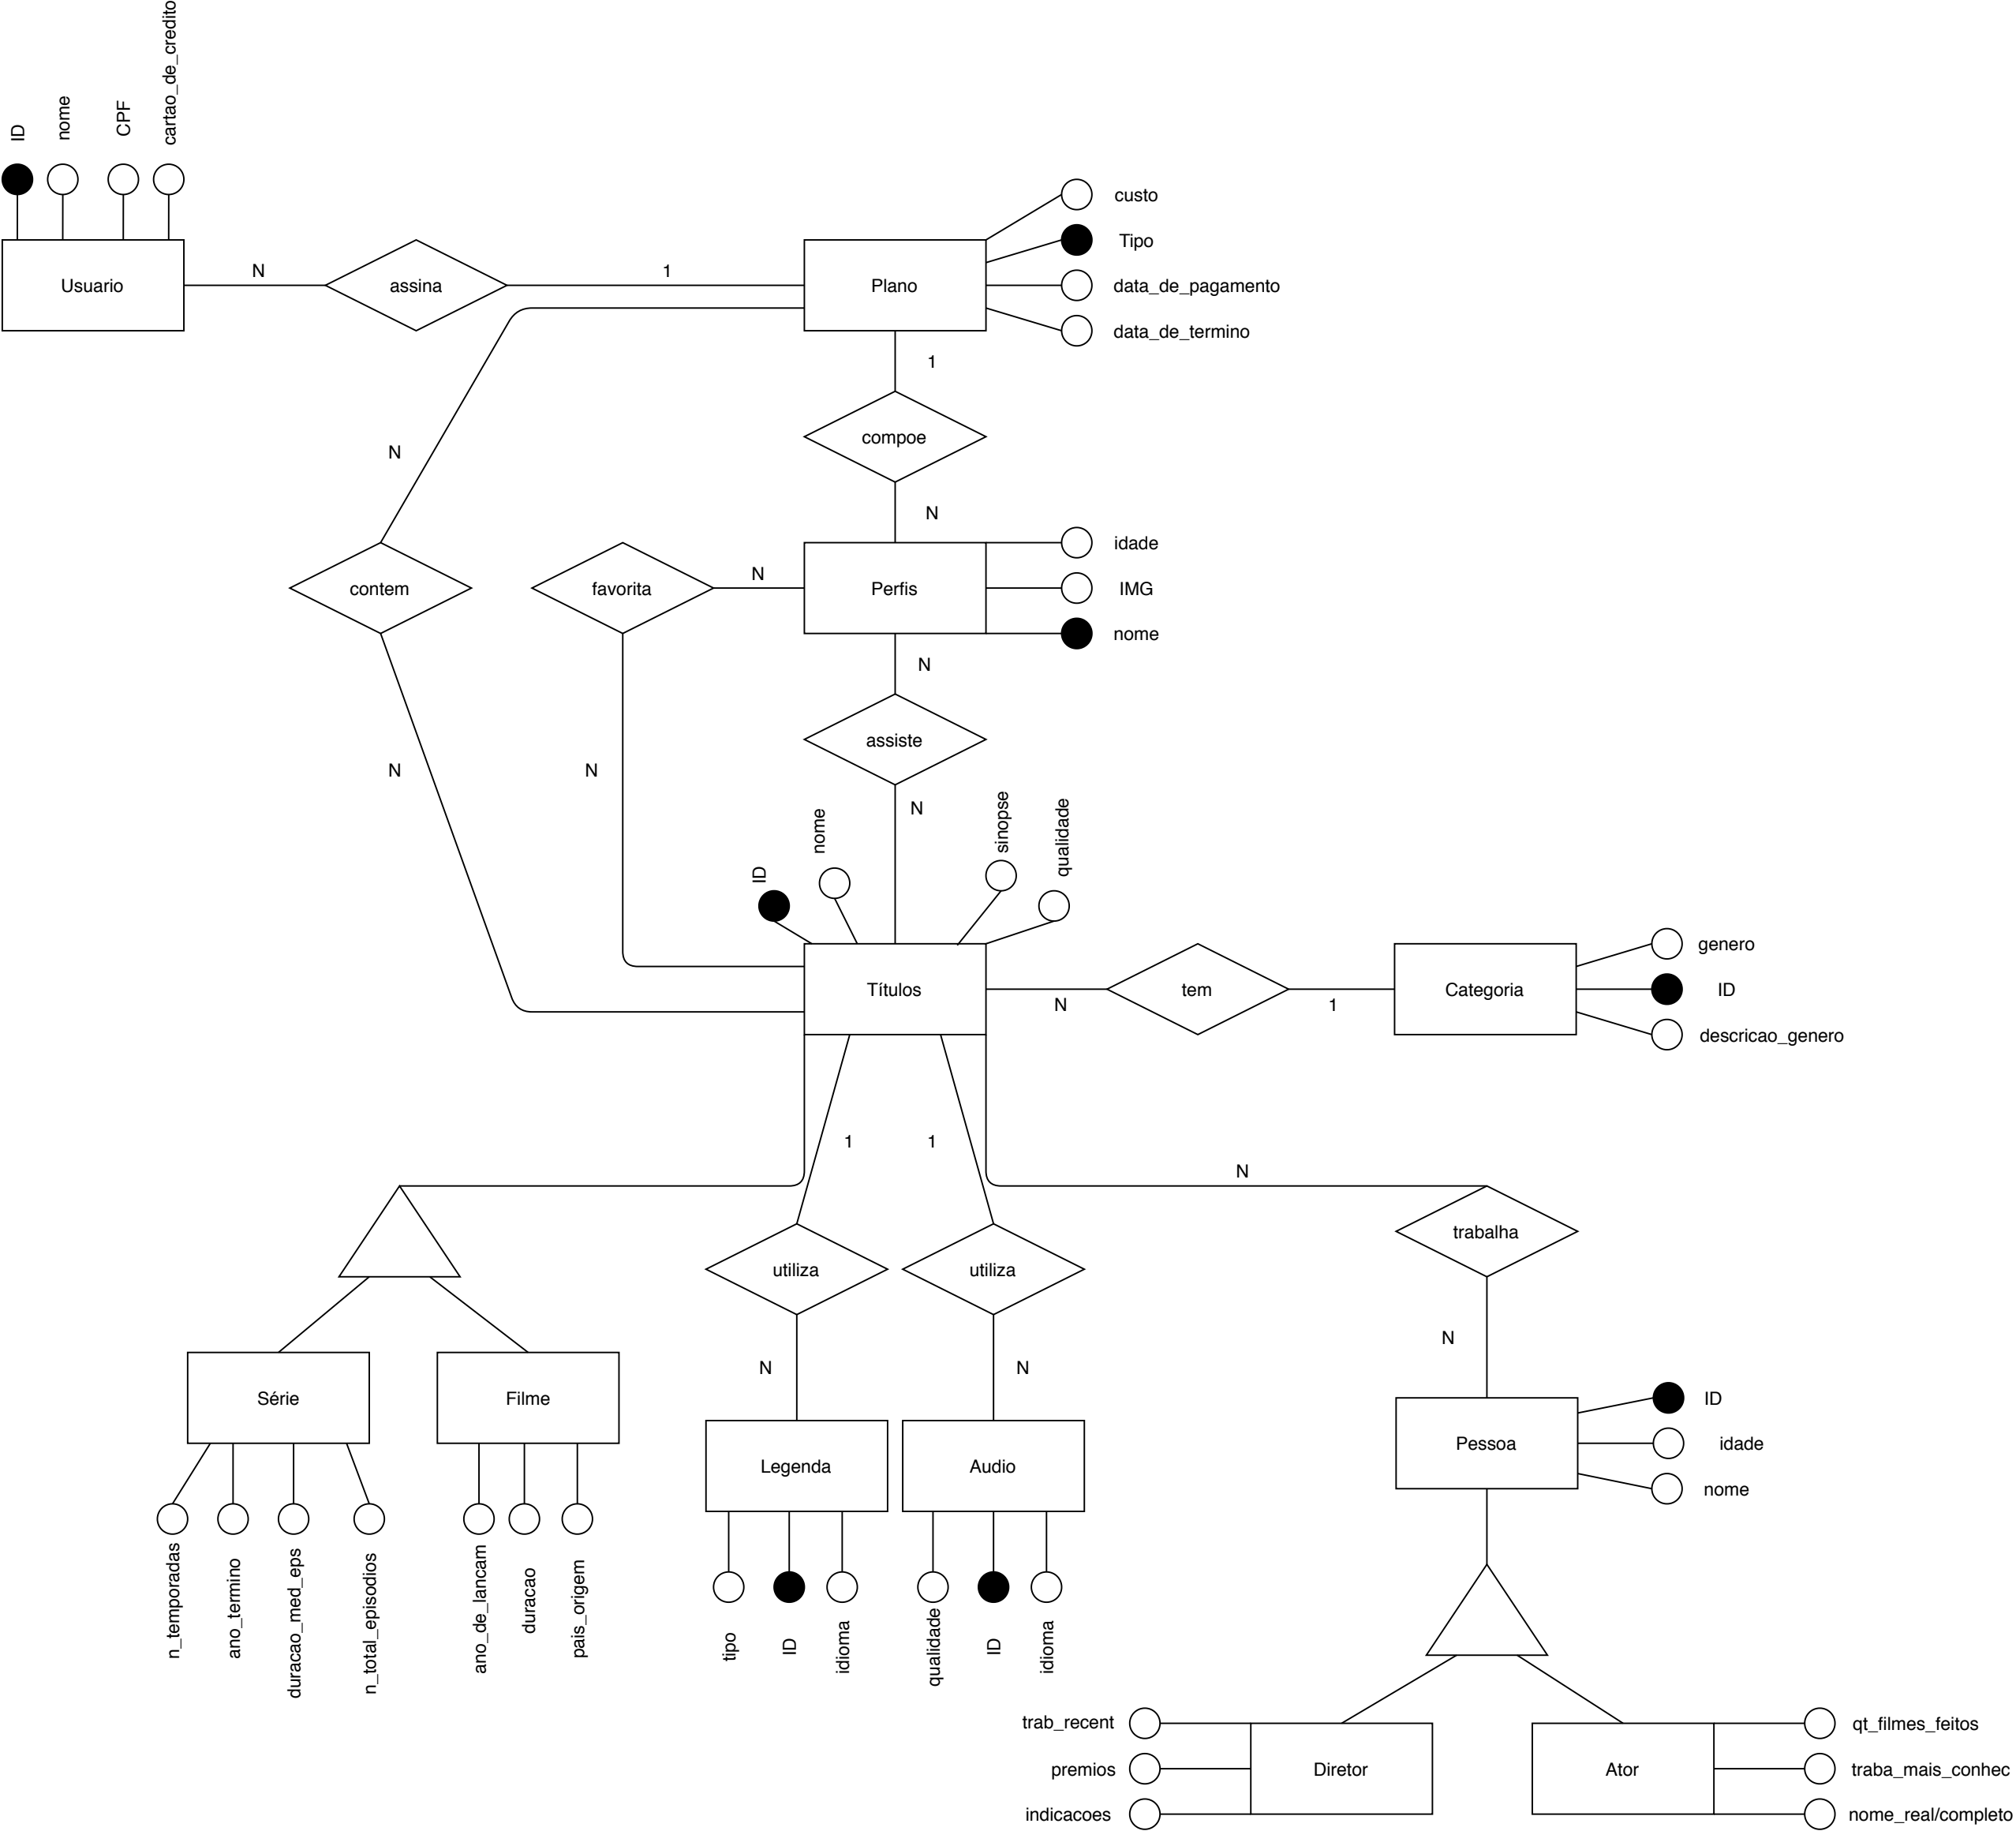 ID
nome
CPF
cartao_de_credito
Usuario
N
assina
1
Plano
custo
Tipo
data_de_pagamento
data_de_termino
1
compoe
N
N
contem
N
favorita
N
N
Perfis
idade
IMG
nome
N
assiste
N
ID
nome
sinopse
qualidade
Títulos
N
tem
1
Categoria
genero
ID
descricao_genero
1
1
N
trabalha
N
utiliza
utiliza
N
N
Série
Filme
n_temporadas
ano_termino
duracao_med_eps
n_total_episodios
ano_de_lancam
duracao
pais_origem
Legenda
Audio
tipo
ID
idioma
qualidade
ID
idioma
Pessoa
ID
idade
nome
trab_recent
premios
indicacoes
Diretor
Ator
qt_filmes_feitos
traba_mais_conhec
nome_real/completo